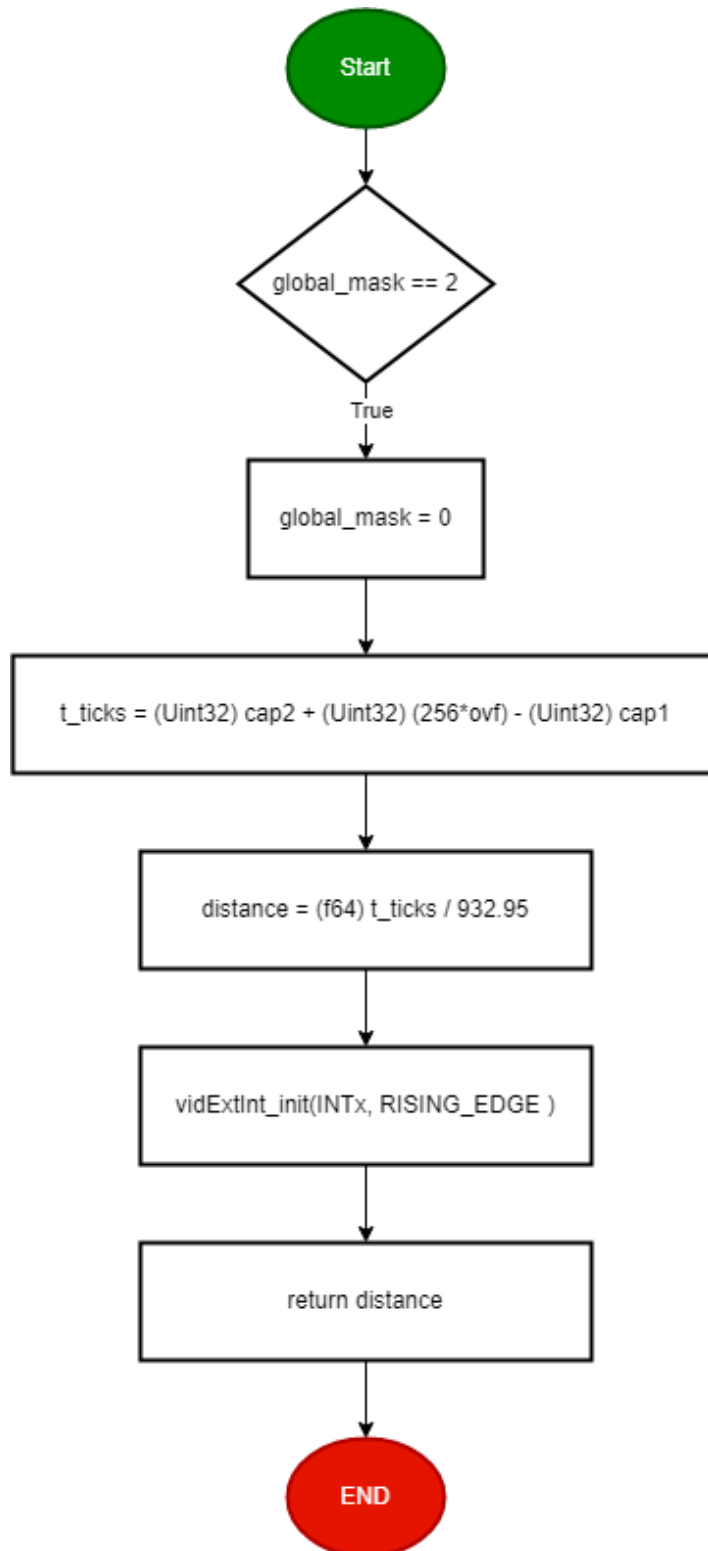 Start
global_mask == 2
True
global_mask = 0
t_ticks = (Uint32) cap2 + (Uint32) (256*ovf) - (Uint32) cap1
distance = (f64) t_ticks / 932.95
vidExtInt_init(INTx, RISING_EDGE )
return distance
END